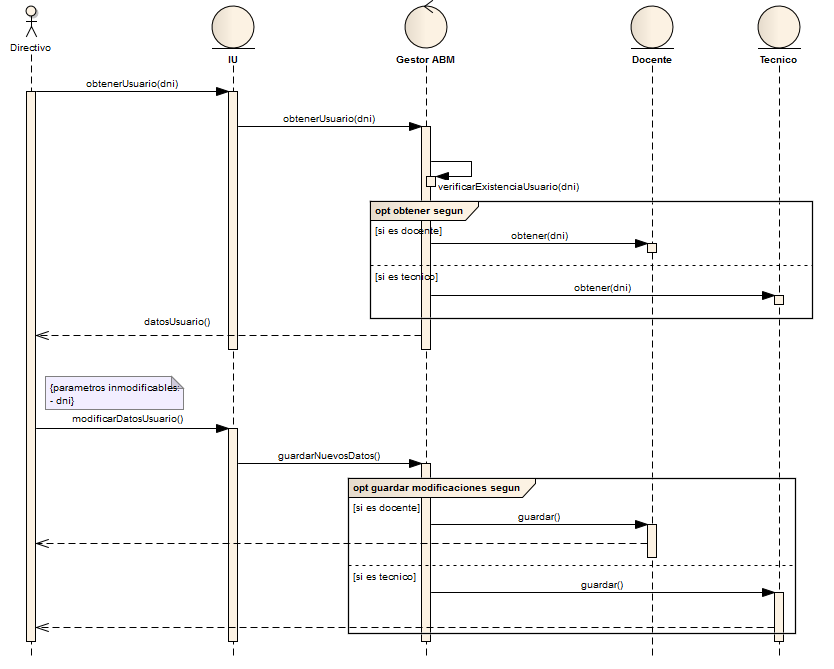 Directivo
IU
Gestor ABM
Docente
Tecnico
obtenerUsuario(dni)
obtenerUsuario(dni)
verificarExistenciaUsuario(dni)
opt obtener segun
[si es docente]
obtener(dni)
[si es tecnico]
obtener(dni)
datosUsuario()
{parametros inmodificables:
- dni}
modificarDatosUsuario()
guardarNuevosDatos()
opt guardar modificaciones segun
[si es docente]
guardar()
[si es tecnico]
guardar()